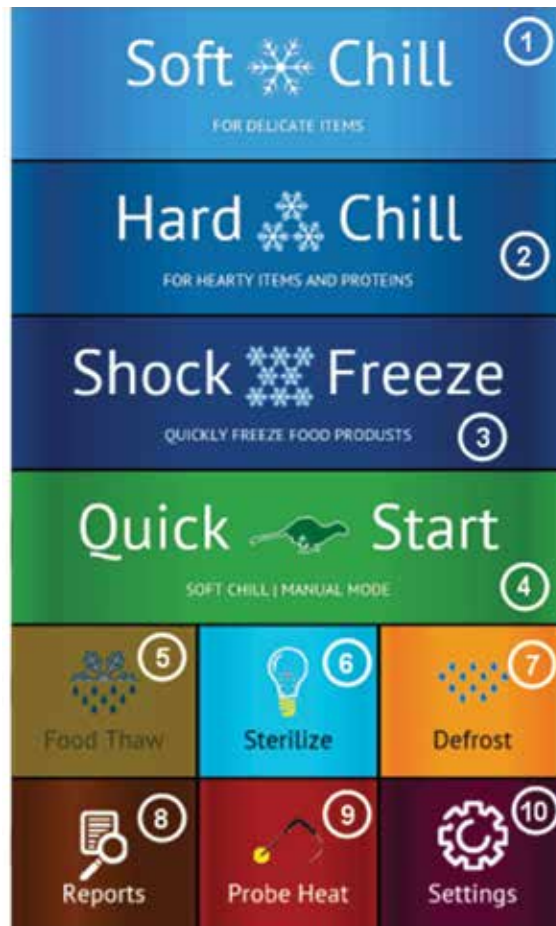 Soft Chill
1
FOR DELICATE ITEMS
Hard Chill
2
FOR HEARTY ITEMS AND PROTEINS
Shock Freeze
QUICKLY FREEZE FOOD PRODUSTS
3
Quick Start
SOFT CHILL | MANUAL MODE
4
5
Food Thaw
6
Sterilize
7
Defrost
8
Reports
9
Probe Heat
10
Settings